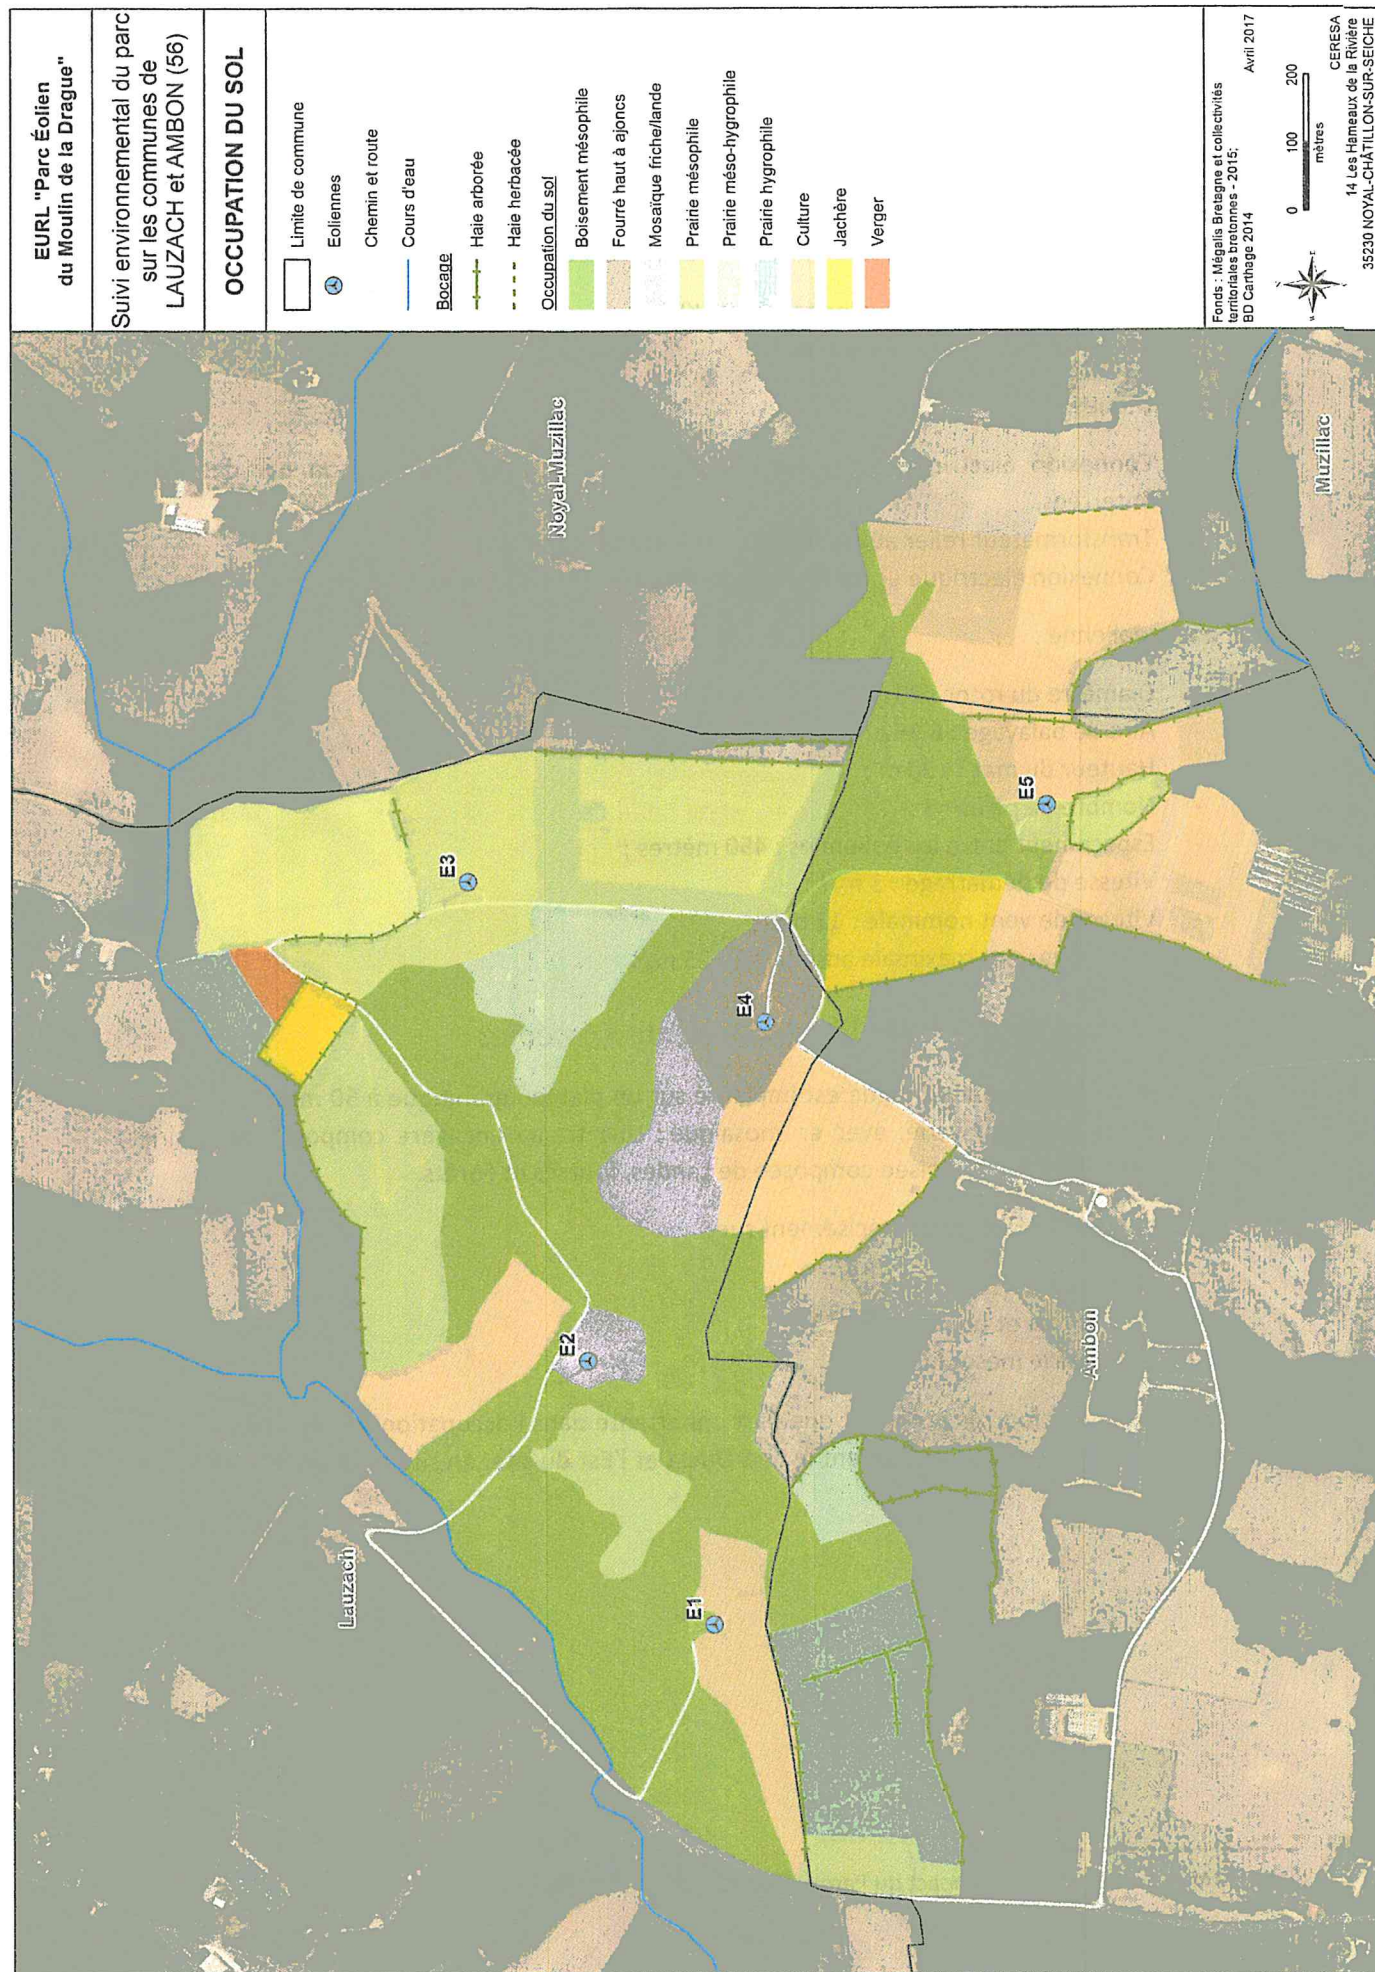 EURL "Parc Éolien
du Moulin de la Drague"
Suivi environnemental du parc
sur les communes de
LAUZACH et AMBON (56)
OCCUPATION DU SOL
Limite de commune
Eoliennes
Chemin et route
Cours d'eau
Bocage
Haie arborée
Haie herbacée
Occupation du sol
Boisement mésophile
Fourré haut à ajoncs
Mosaïque friche/lande
Prairie mésophile
Prairie méso-hygrophile
Prairie hygrophile
Culture
Jachère
Verger
Fonds : Mégalis Bretagne et collectivités
territoriales bretonnes - 2015;
BD Carthage 2014
Avril 2017
0 100 200
mètres
CERESA
14 Les Hameaux de la Rivière
35230 NOYAL-CHÂTILLON-SUR-SEICHE
Lauzach
Noyal-Muzillac
Muzillac
Ambon
E1
E2
E3
E4
E5